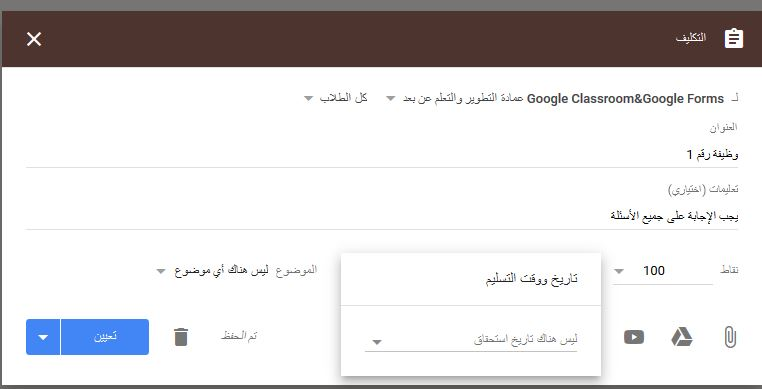 التكليف
لـ Google Classroom&Google Forms عمادة التطوير والتعلم عن بعد كل الطلاب
العنوان
وظيفة رقم 1
تعليمات (اختياري)
يجب الإجابة على جميع الأسئلة
نقاط 100
تاريخ ووقت التسليم
ليس هناك تاريخ استحقاق
الموضوع ليس هناك أي موضوع
تم الحفظ
تعيين